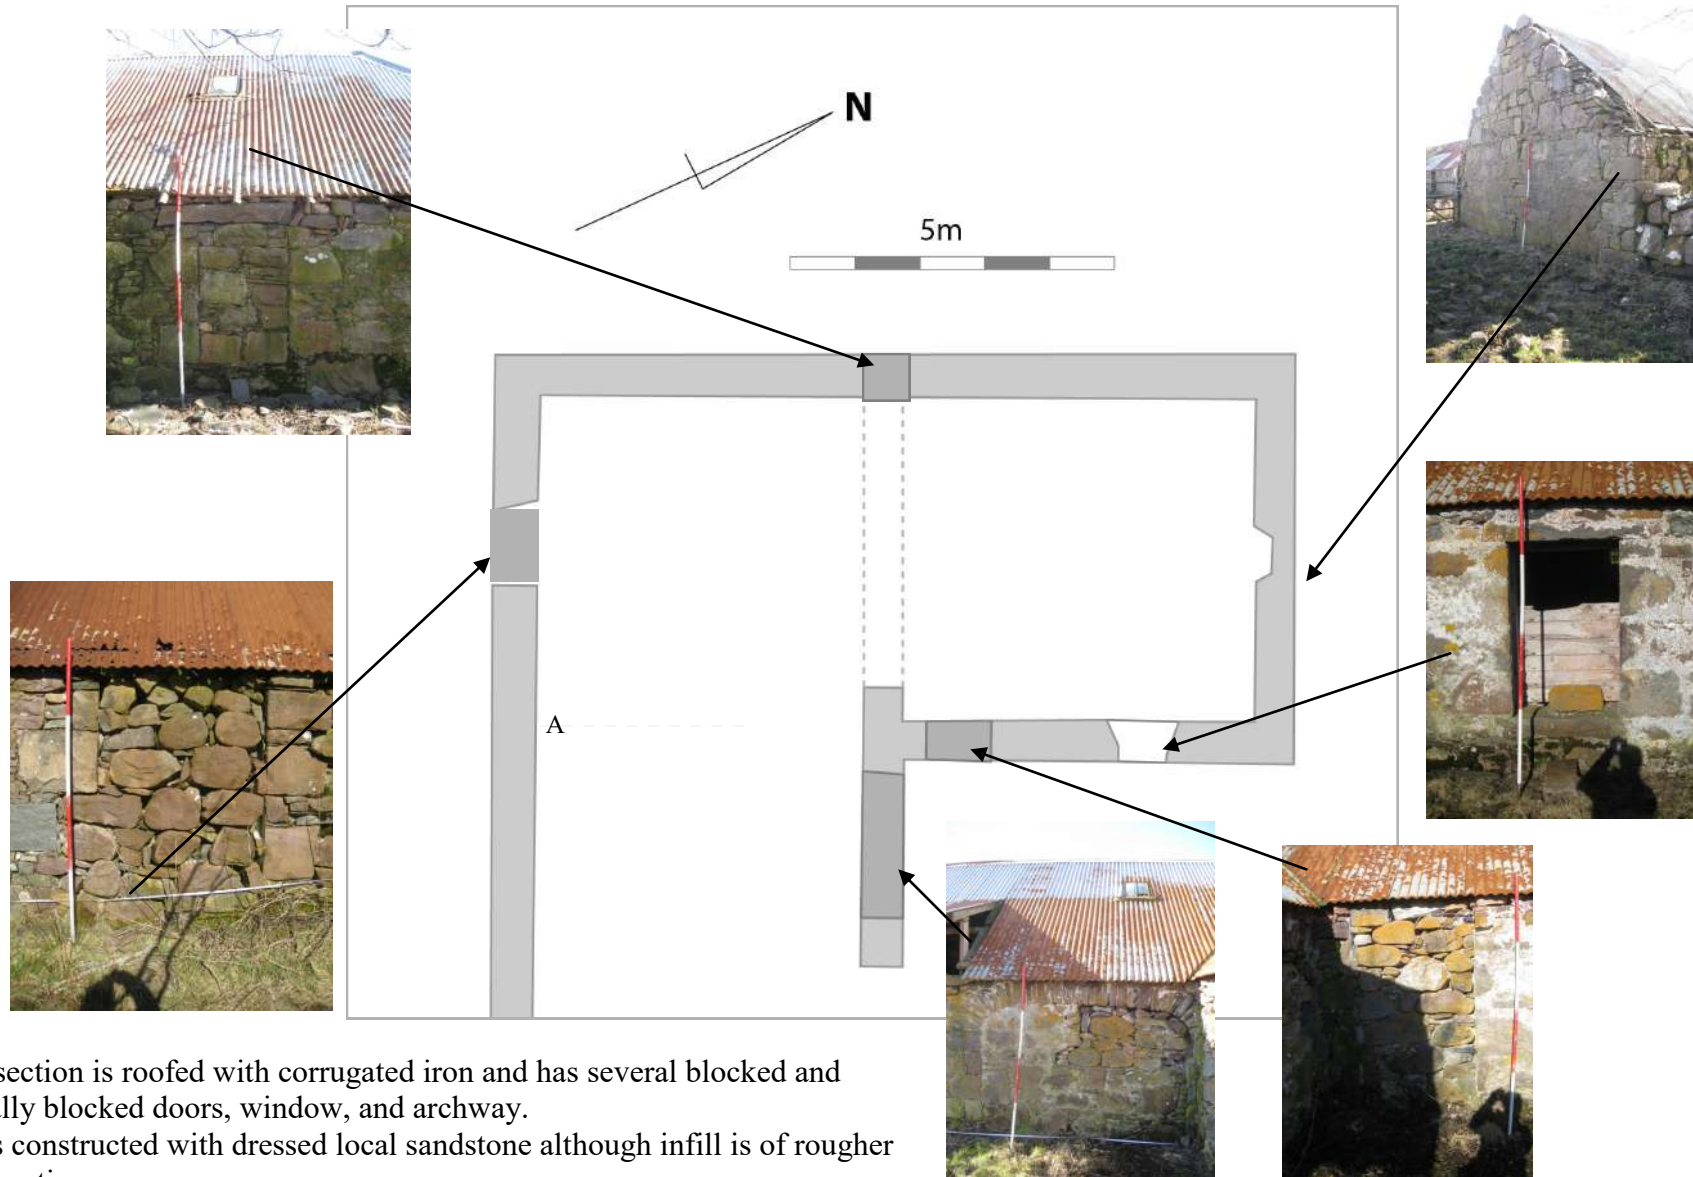 N
5m
A
section is roofed with corrugated iron and has several blocked and
lly blocked doors, window, and archway.
s constructed with dressed local sandstone although infill is of rougher